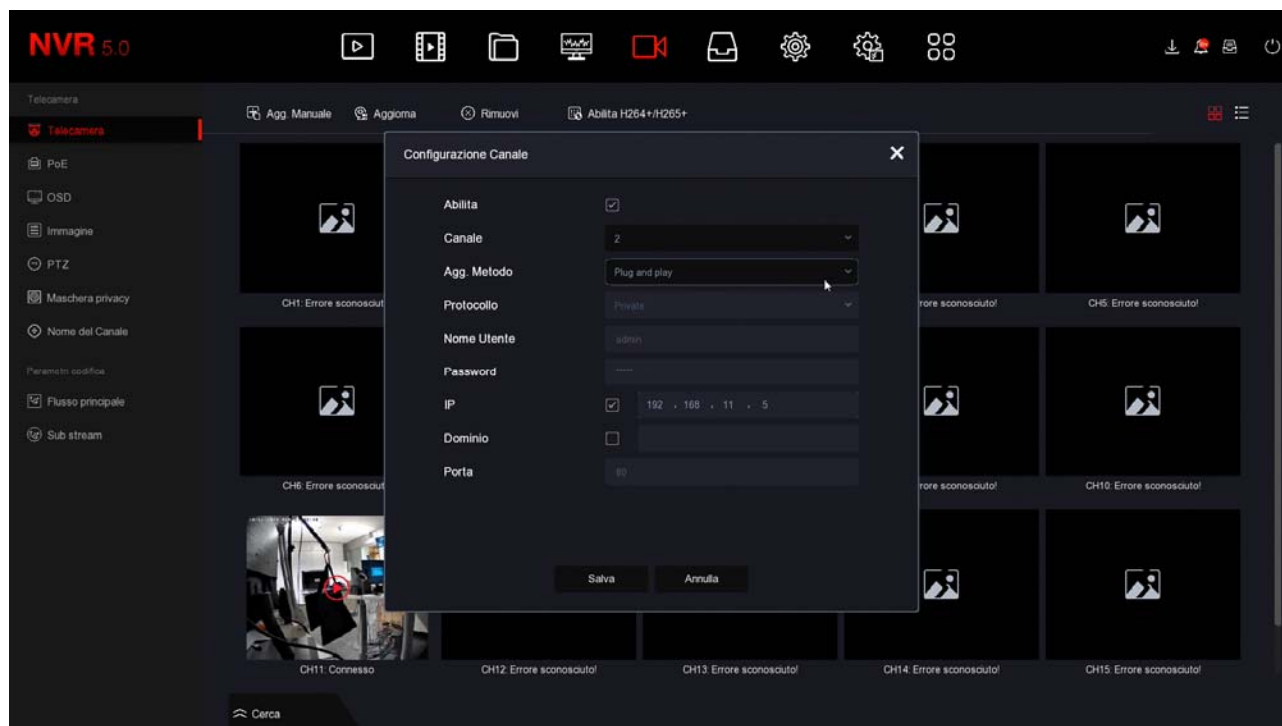 NVR 5.0
Telecamera
Agg. Manuale Aggiorna Rimuovi Abilita H264+/H265+
Telecamera
PoE
OSD
Immagine
PTZ
Maschera privacy
Nome del Canale
Parametri codifica
Flusso principale
Sub stream
Configurazione Canale
Abilita
Canale 2
Agg. Metodo Plug and play
Protocollo Private
Nome Utente admin
Password -----
IP 192 . 168 . 11 . 5
Dominio
Porta 80
Salva Annulla
CH1: Errore sconosciut
rore sconosciuto!
CH5: Errore sconosciuto!
CH6: Errore sconosciut
rore sconosciuto!
CH10: Errore sconosciuto!
CH11: Connesso
CH12: Errore sconosciuto!
CH13: Errore sconosciuto!
CH14: Errore sconosciuto!
CH15: Errore sconosciuto!
Cerca